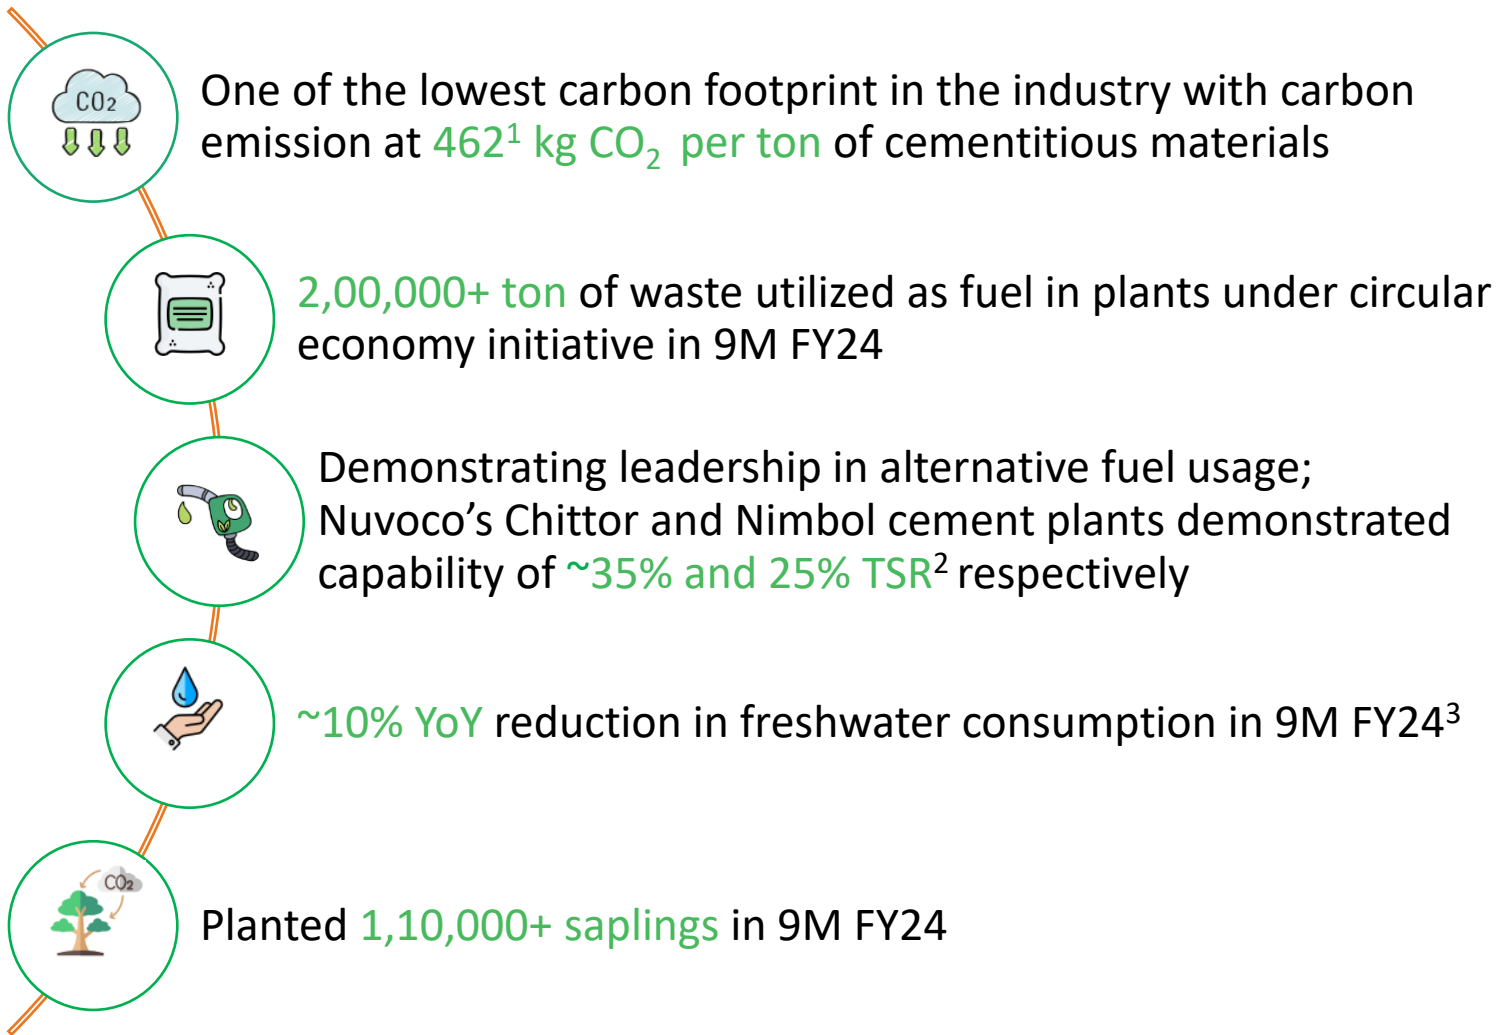 CO2
One of the lowest carbon footprint in the industry with carbon
emission at 462¹ kg CO₂ per ton of cementitious materials
2,00,000+ ton of waste utilized as fuel in plants under circular
economy initiative in 9M FY24
Demonstrating leadership in alternative fuel usage;
Nuvoco’s Chittor and Nimbol cement plants demonstrated
capability of ~35% and 25% TSR² respectively
~10% YoY reduction in freshwater consumption in 9M FY24³
CO₂
Planted 1,10,000+ saplings in 9M FY24